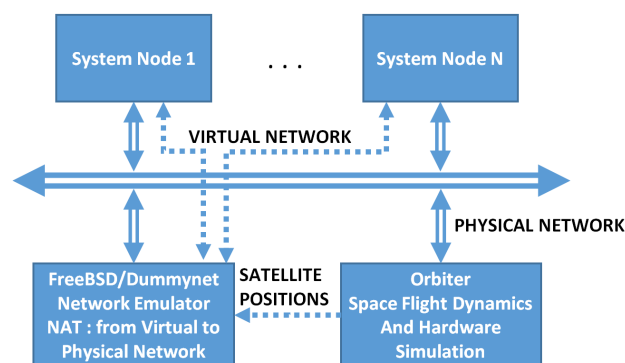 System Node 1
. . .
System Node N
VIRTUAL NETWORK
PHYSICAL NETWORK
FreeBSD/Dummynet
Network Emulator
NAT : from Virtual to
Physical Network
SATELLITE
POSITIONS
Orbiter
Space Flight Dynamics
And Hardware
Simulation